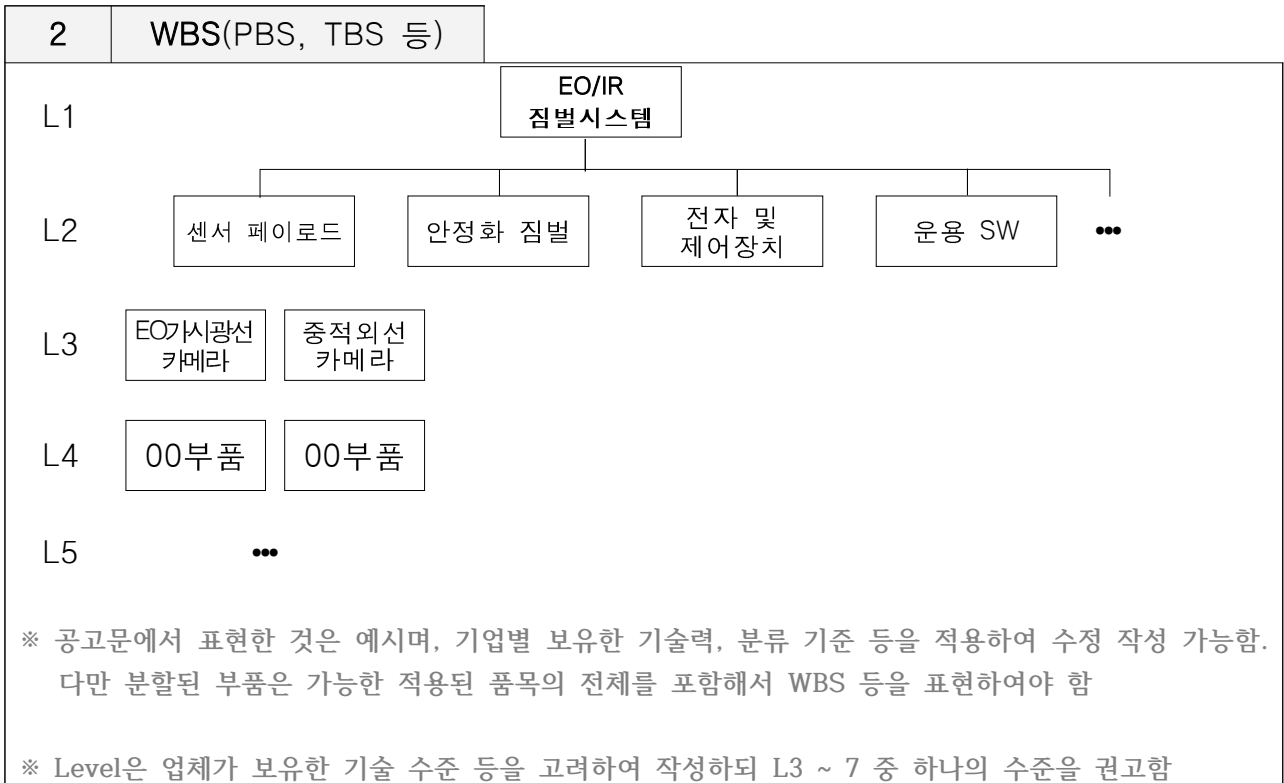 2 WBS(PBS, TBS 등)
L1
EO/IR
짐벌시스템
L2
센서 페이로드
안정화 짐벌
전자 및
제어장치
운용 SW
•••
L3
EO가시광선
카메라
중적외선
카메라
L4
00부품
00부품
L5
•••
※ 공고문에서 표현한 것은 예시며, 기업별 보유한 기술력, 분류 기준 등을 적용하여 수정 작성 가능함.
다만 분할된 부품은 가능한 적용된 품목의 전체를 포함해서 WBS 등을 표현하여야 함
※ Level은 업체가 보유한 기술 수준 등을 고려하여 작성하되 L3 ~ 7 중 하나의 수준을 권고함